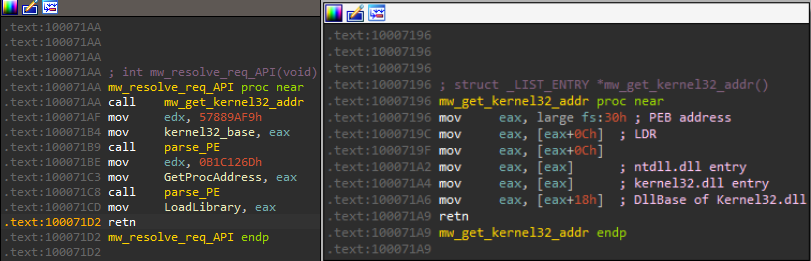 .text:100071AA
.text:100071AA
.text:100071AA
.text:100071AA ; int mw_resolve_req_API(void)
.text:100071AA mw_resolve_req_API proc near
.text:100071AA call mw_get_kernel32_addr
.text:100071AF mov edx, 57889AF9h
.text:100071B4 mov kernel32_base, eax
.text:100071B9 call parse_PE
.text:100071BE mov edx, 0B1C126Dh
.text:100071C3 mov GetProcAddress, eax
.text:100071C8 call parse_PE
.text:100071CD mov LoadLibrary, eax
.text:100071D2 retn
.text:100071D2 mw_resolve_req_API endp
.text:100071D2
.text:10007196
.text:10007196
.text:10007196
.text:10007196 ; struct _LIST_ENTRY *mw_get_kernel32_addr()
.text:10007196 mw_get_kernel32_addr proc near
.text:10007196 mov eax, large fs:30h ; PEB address
.text:1000719C mov eax, [eax+0Ch] ; LDR
.text:1000719F mov eax, [eax+0Ch]
.text:100071A2 mov eax, [eax] ; ntdll.dll entry
.text:100071A4 mov eax, [eax] ; kernel32.dll entry
.text:100071A6 mov eax, [eax+18h] ; DllBase of Kernel32.dll
.text:100071A9 retn
.text:100071A9 mw_get_kernel32_addr endp
.text:100071A9